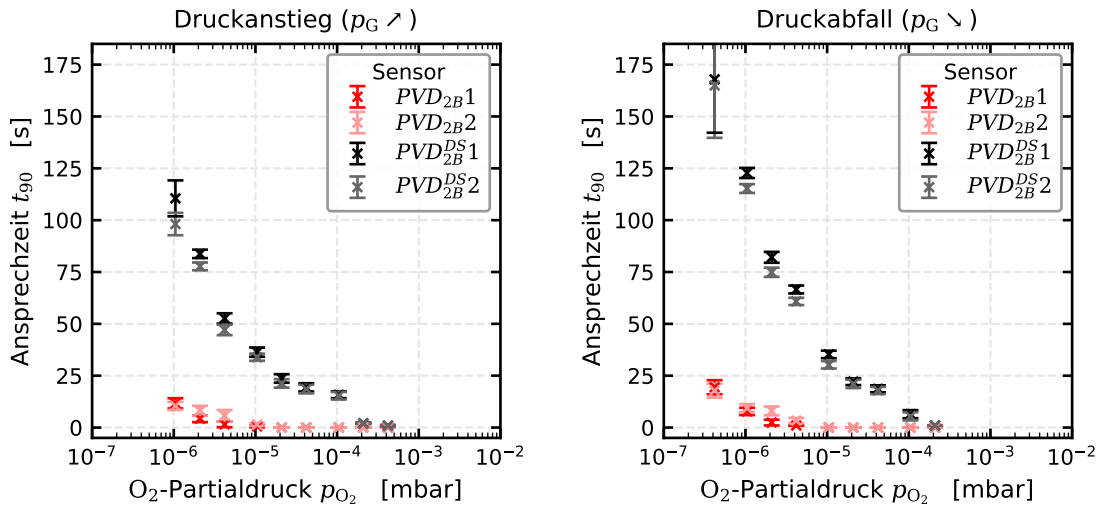 Druckanstieg (p_G ↗)
175
150
125
100
75
50
25
0
Ansprechzeit t_90 [s]
Sensor
PVD_2B 1
PVD_2B 2
PVD_2B^DS 1
PVD_2B^DS 2
10^-7 10^-6 10^-5 10^-4 10^-3 10^-2
O_2-Partialdruck p_O_2 [mbar]
Druckabfall (p_G ↘)
175
150
125
100
75
50
25
0
Ansprechzeit t_90 [s]
Sensor
PVD_2B 1
PVD_2B 2
PVD_2B^DS 1
PVD_2B^DS 2
10^-7 10^-6 10^-5 10^-4 10^-3 10^-2
O_2-Partialdruck p_O_2 [mbar]